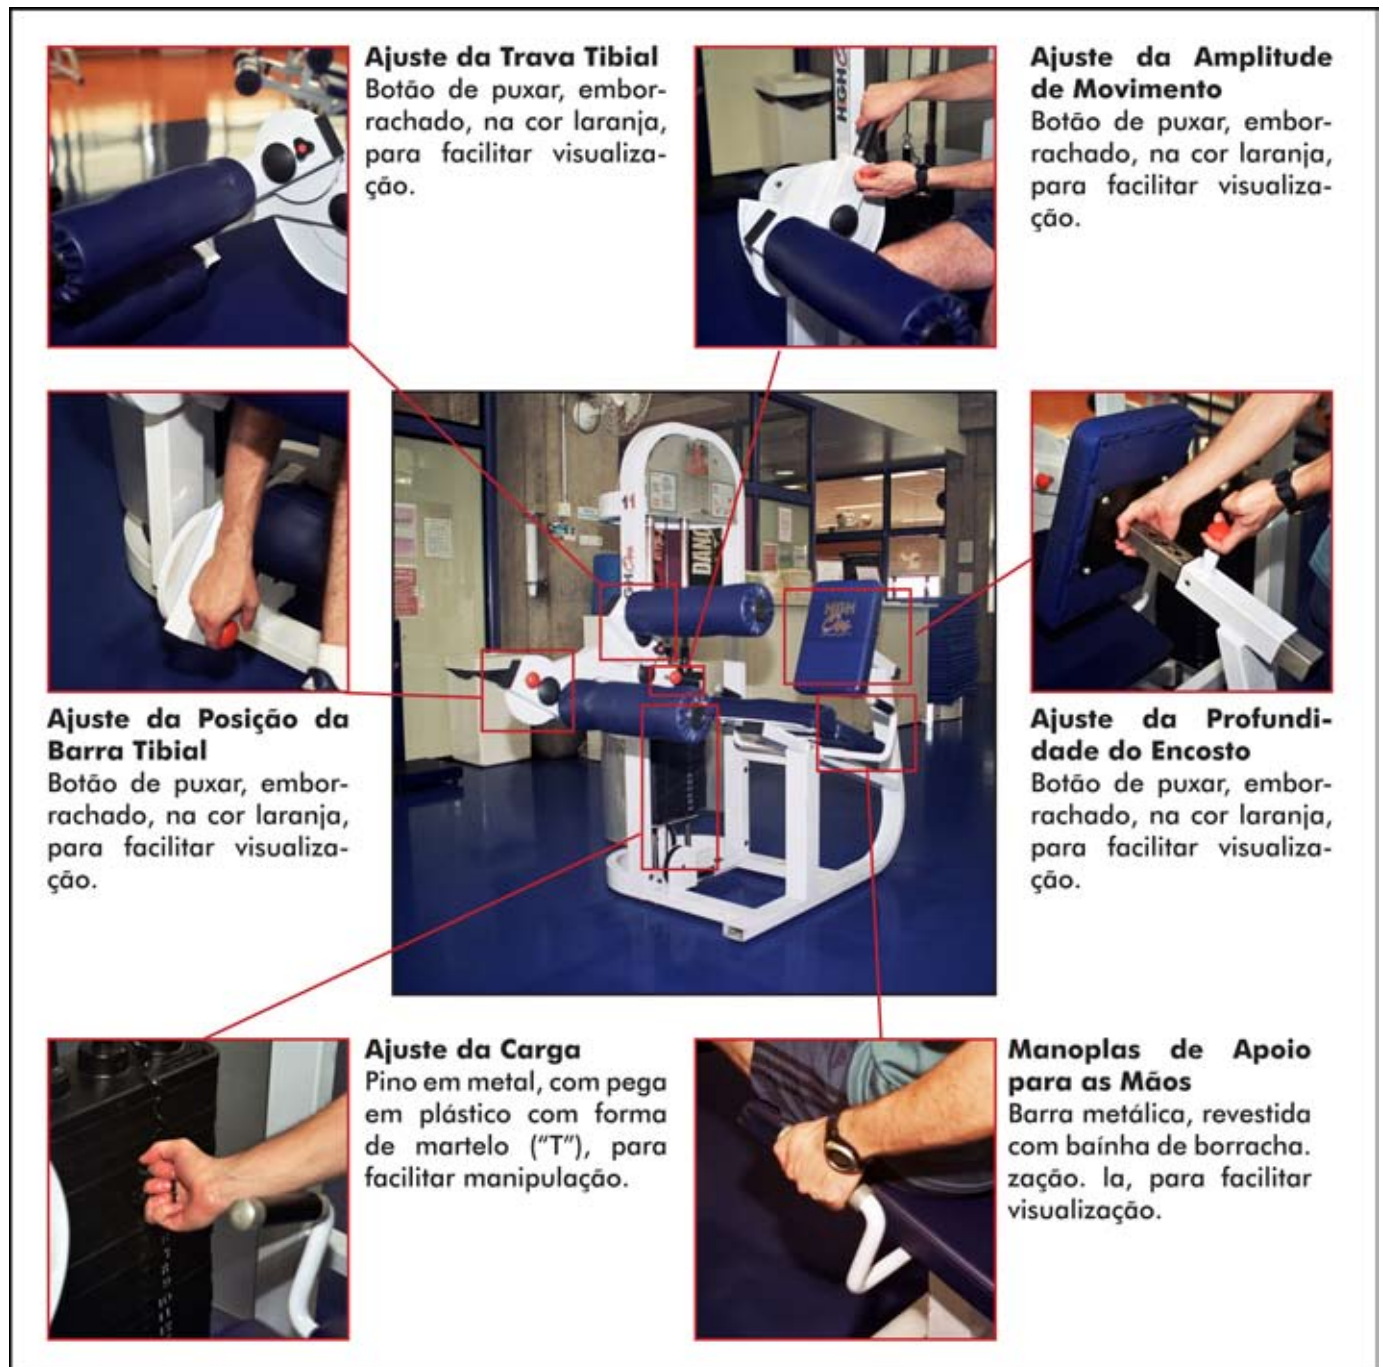 Ajuste da Trava Tibial
Botão de puxar, embor-
rachado, na cor laranja,
para facilitar visualiza-
ção.
Ajuste da Amplitude
de Movimento
Botão de puxar, embor-
rachado, na cor laranja,
para facilitar visualiza-
ção.
HIGH
11
DANG
HIGH
Ajuste da Posição da
Barra Tibial
Botão de puxar, embor-
rachado, na cor laranja,
para facilitar visualiza-
ção.
Ajuste da Profundi-
dade do Encosto
Botão de puxar, embor-
rachado, na cor laranja,
para facilitar visualiza-
ção.
Ajuste da Carga
Pino em metal, com pega
em plástico com forma
de martelo (“T”), para
facilitar manipulação.
Manoplas de Apoio
para as Mãos
Barra metálica, revestida
com baínha de borracha.
zação. la, para facilitar
visualização.